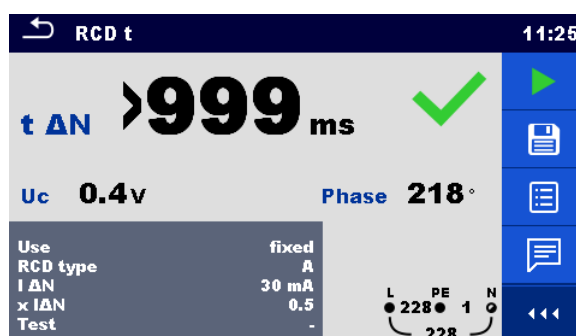 RCD t 11:25
t ΔN >999 ms
Uc 0.4V Phase 218°
Use fixed
RCD type A
I ΔN 30 mA
x IΔN 0.5
Test -
L PE N
228 1
228